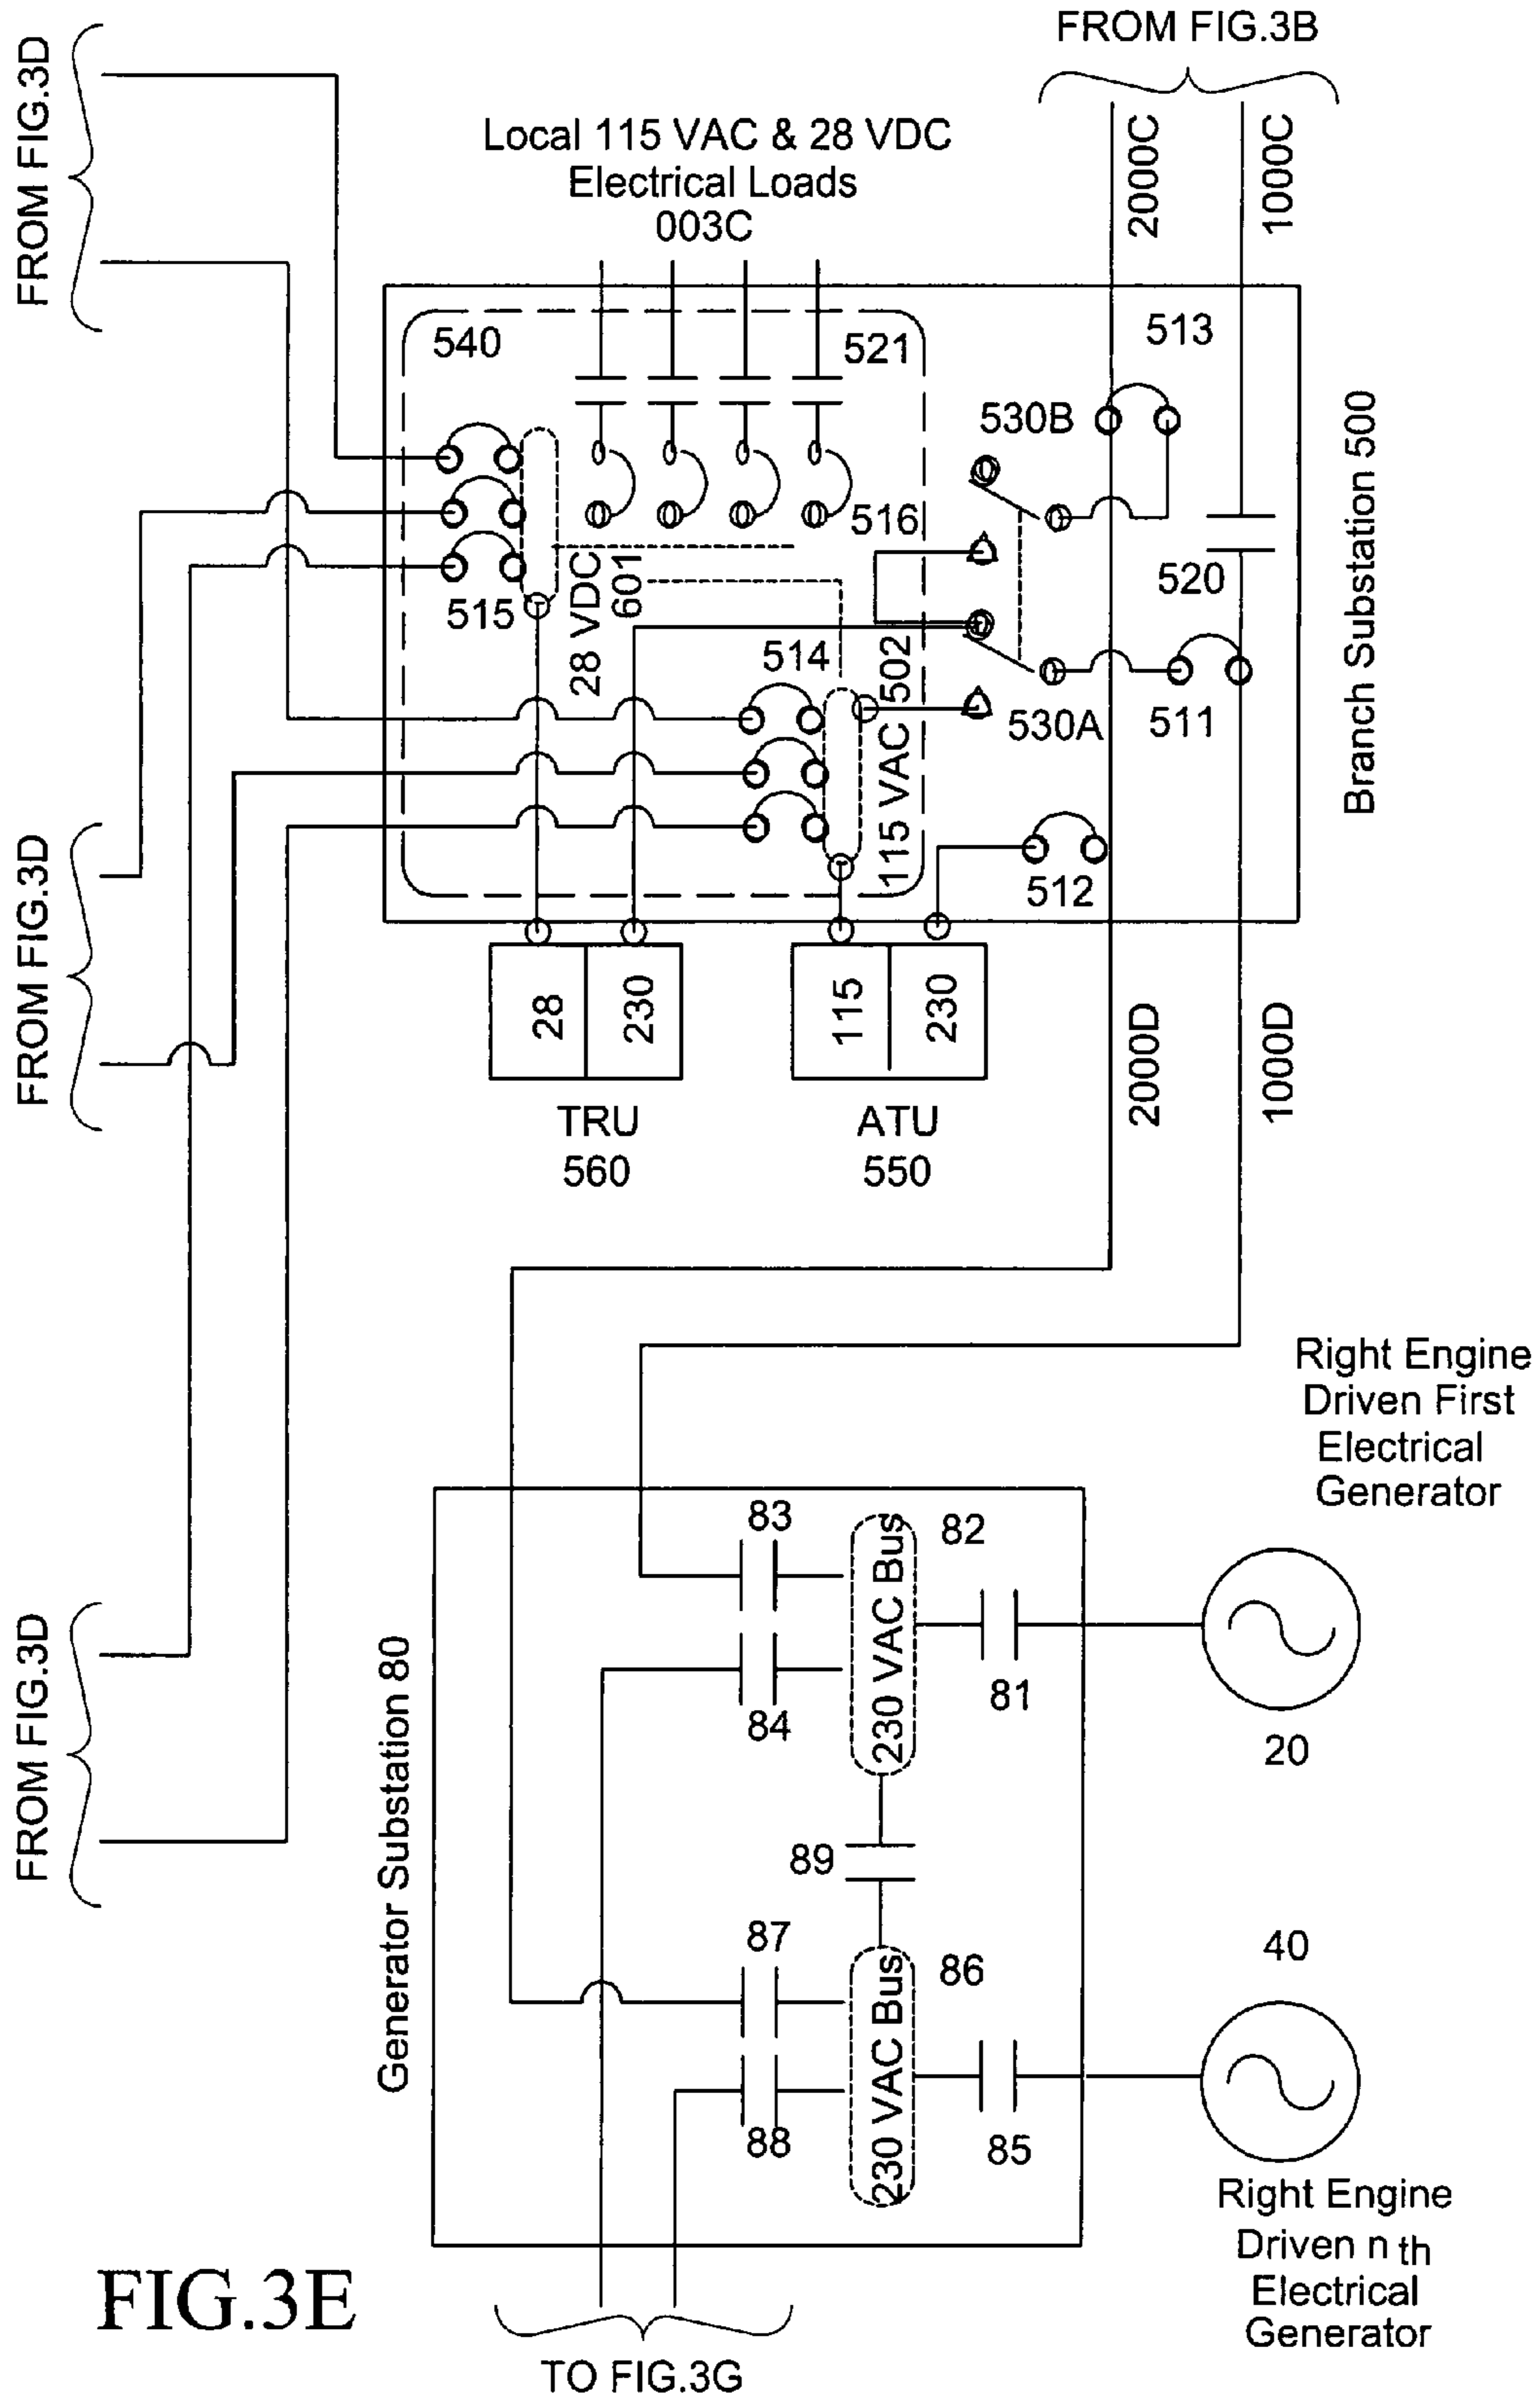 FROM FIG.3B
FROM FIG.3D
2000C
1000C
Local 115 VAC & 28 VDC
Electrical Loads
003C
540
521
513
530B
516
520
515
28 VDC
601
514
115 VAC 502
530A
511
512
Branch Substation 500
FROM FIG.3D
28
230
115
230
2000D
1000D
TRU
560
ATU
550
Right Engine
Driven First
Electrical
Generator
83
82
230 VAC Bus
84
81
20
FROM FIG.3D
Generator Substation 80
89
87
86
40
230 VAC Bus
88
85
Right Engine
Driven n th
Electrical
Generator
FIG.3E
TO FIG.3G